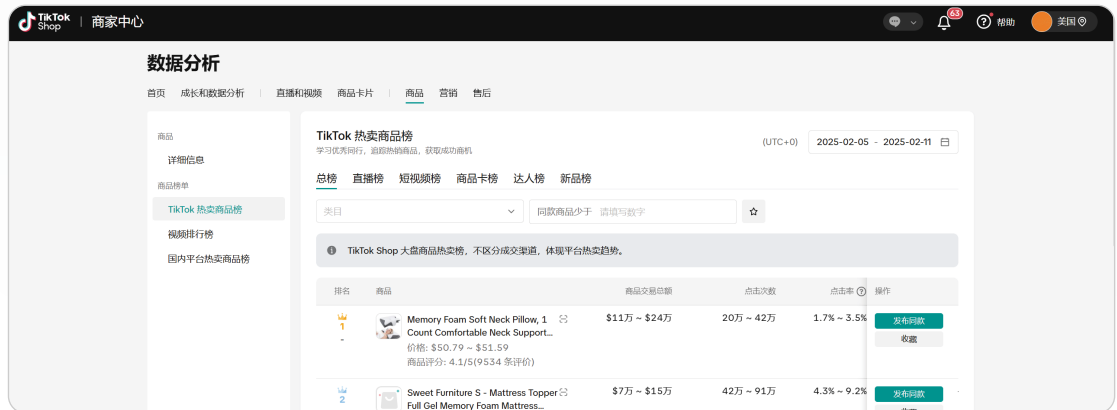 TikTok Shop | 商家中心
63
帮助
美国
数据分析
首页 成长和数据分析 | 直播和视频 商品卡片 | 商品 营销 售后
商品
详细信息
商品榜单
TikTok 热卖商品榜
视频排行榜
国内平台热卖商品榜
TikTok 热卖商品榜
学习优秀同行，追踪热销商品，获取成功商机
(UTC+0) 2025-02-05 - 2025-02-11
总榜 直播榜 短视频榜 商品卡榜 达人榜 新品榜
类目
同款商品少于 请填写数字
TikTok Shop 大盘商品热卖榜，不区分成交渠道，体现平台热卖趋势。
排名 商品 商品交易总额 点击次数 点击率 操作
1
Memory Foam Soft Neck Pillow, 1
Count Comfortable Neck Support...
价格: $50.79 ~ $51.59
商品评分: 4.1/5(9534 条评价)
$11万 ~ $24万 20万 ~ 42万 1.7% ~ 3.5%
发布同款
收藏
-
2
Sweet Furniture S - Mattress Topper
Full Gel Memory Foam Mattress...
$7万 ~ $15万 42万 ~ 91万 4.3% ~ 9.2%
发布同款